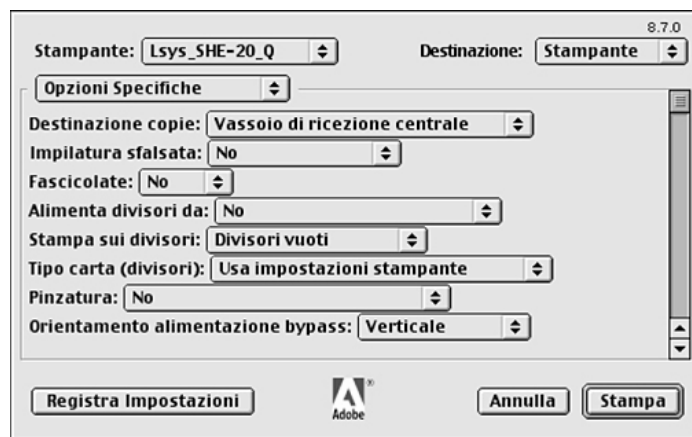 8.7.0
Stampante: Lsys_SHE-20_Q Destinazione: Stampante
Opzioni Specifiche
Destinazione copie: Vassoio di ricezione centrale
Impilatura sfalsata: No
Fascicolate: No
Alimenta divisori da: No
Stampa sui divisori: Divisori vuoti
Tipo carta (divisori): Usa impostazioni stampante
Pinzatura: No
Orientamento alimentazione bypass: Verticale
Registra Impostazioni Adobe® Annulla Stampa